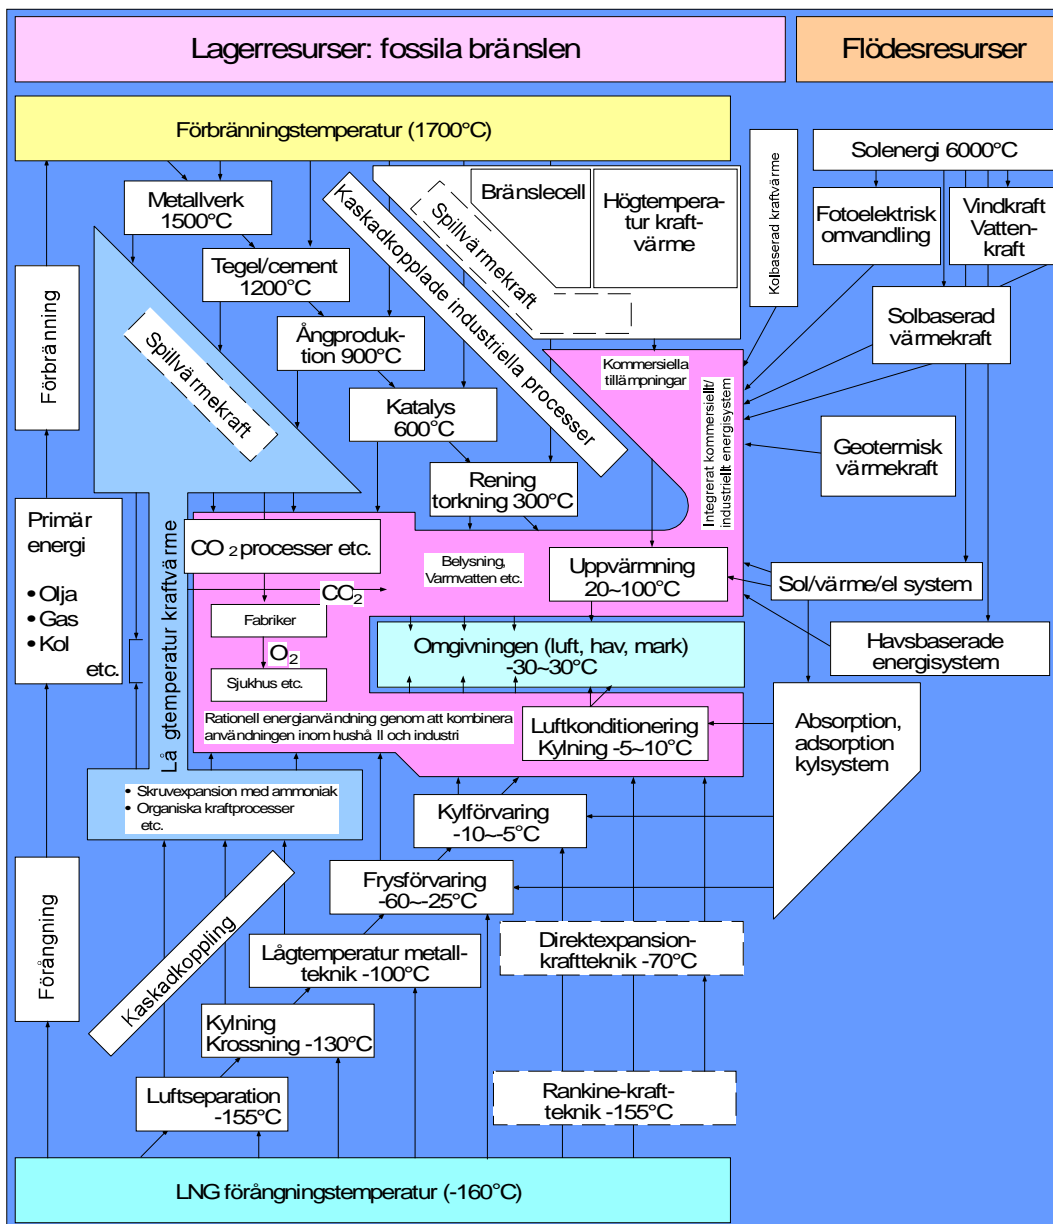 Lagerresurser: fossila bränslen
Flödesresurser
Förbränningstemperatur (1700°C)
Solenergi 6000°C
Metallverk
1500°C
Tegel/cement
1200°C
Ångproduk-
tion 900°C
Katalys
600°C
Rening
torkning 300°C
Kaskadkopplade industriella processer
Spillvärmekraft
Bränslecell
Högtempera-
tur kraft-
värme
Kolbaserad kraftvärme
Fotoelektrisk
omvandling
Vindkraft
Vatten-
kraft
Solbaserad
värmekraft
Geotermisk
värmekraft
Förbränning
Spillvärmekraft
Kommersiella
tillämpningar
Integrerat kommersiellt/
industriellt energisystem
Primär
energi
• Olja
• Gas
• Kol
etc.
Lå gtemperatur kraftvärme
CO2 processer etc.
CO2
Fabriker
O2
Sjukhus etc.
Belysning,
Varmvatten etc.
Uppvärmning
20~100°C
Sol/värme/el system
Havsbaserade
energisystem
Omgivningen (luft, hav, mark)
-30~30°C
Rationell energianvändning genom att kombinera
användningen inom hushå ll och industri
Luftkonditionering
Kylning -5~10°C
Absorption,
adsorption
kylsystem
• Skruvexpansion med ammoniak
• Organiska kraftprocesser
etc.
Kylförvaring
-10~-5°C
Frysförvaring
-60~-25°C
Förångning
Kaskadkoppling
Lågtemperatur metall-
teknik -100°C
Direktexpansion-
kraftteknik -70°C
Kylning
Krossning -130°C
Luftseparation
-155°C
Rankine-kraft-
teknik -155°C
LNG förångningstemperatur (-160°C)